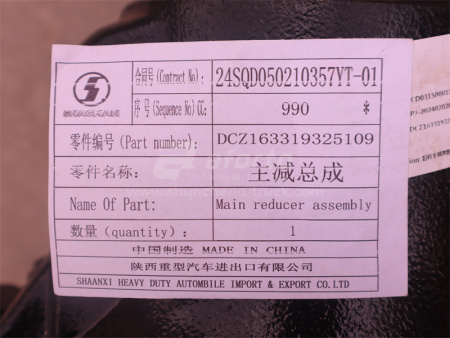 合同号(Contract No): 24SQD050210357YT-01
SHACMAN
序 号(Sequence No) CC: 990 *
零件编号 (Part number): DCZ163319325109
零件名称: 主减总成
Name Of Part: Main reducer assembly
数量 (quantity): 1
中国制造 MADE IN CHINA
陕西重型汽车进出口有限公司
SHAANXI HEAVY DUTY AUTOMBILE IMPORT & EXPORT CO.LTD